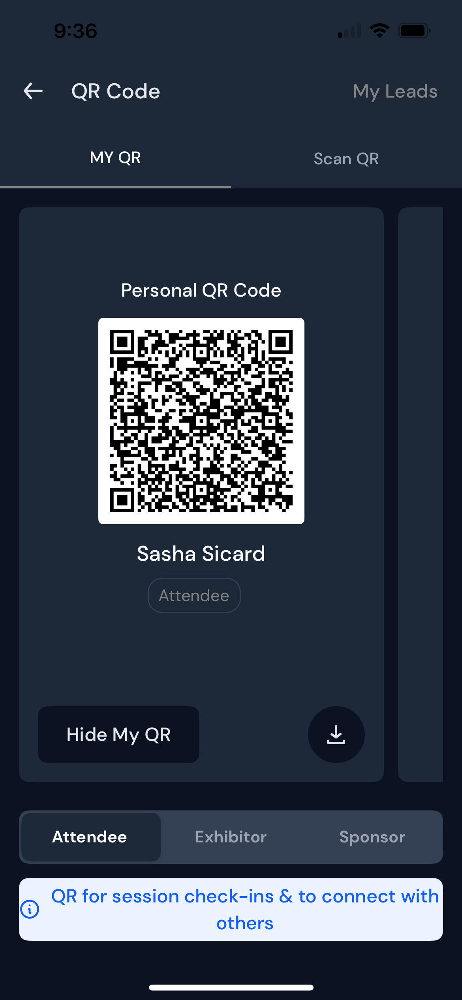 9:36
QR Code
My Leads
MY QR
Scan QR
Personal QR Code
Sasha Sicard
Attendee
Hide My QR
Attendee
Exhibitor
Sponsor
QR for session check-ins & to connect with
others